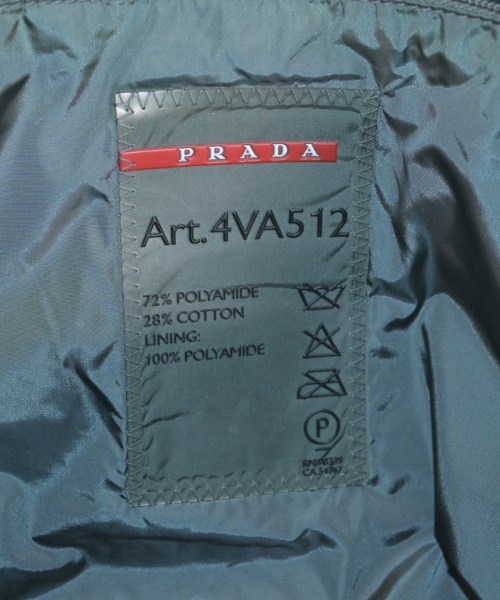 PRADA
Art.4VA512
72% POLYAMIDE
28% COTTON
LINING:
100% POLYAMIDE
P